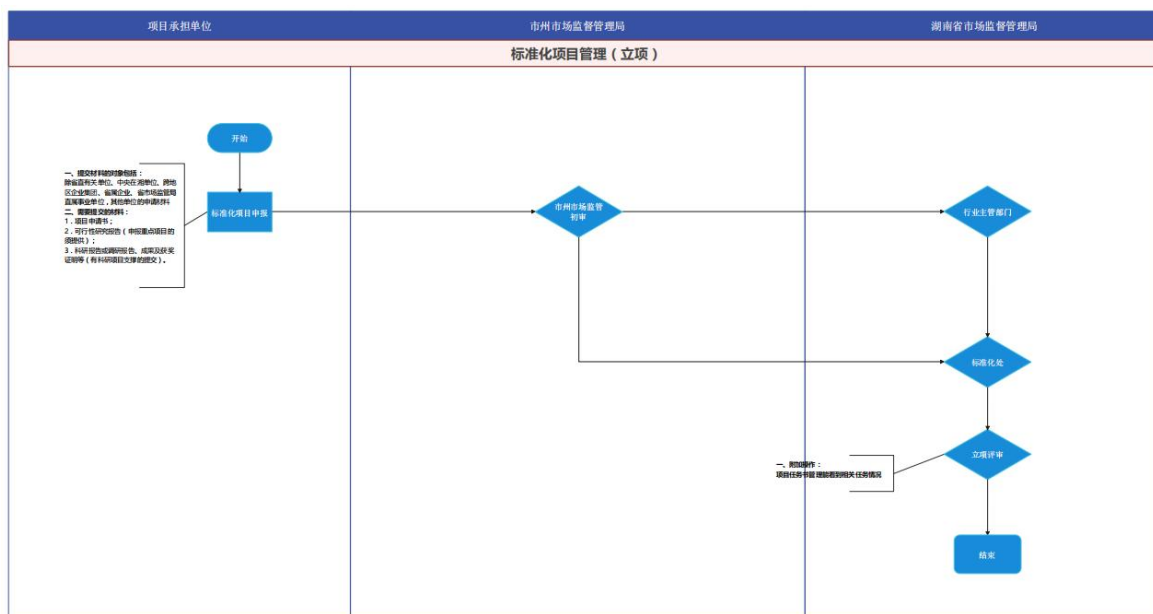 项目承担单位
市州市场监督管理局
湖南省市场监督管理局
标准化项目管理（立项）
开始
一、提交材料的对象包括：
除省直有关单位、中央在湘单位、跨地
区企业集团、省属企业、省市场监管局
直属事业单位，其他单位的申请材料
二、需要提交的材料：
1．项目申请书；
2．可行性研究报告（申报重点项目的
须提供）；
3．科研报告或调研报告、成果及获奖
证明等（有科研项目支撑的提交）。
标准化项目申报
市州市场监管
初审
行业主管部门
标准化处
立项评审
一、附加操作：
项目任务书管理能看到相关任务情况
结束